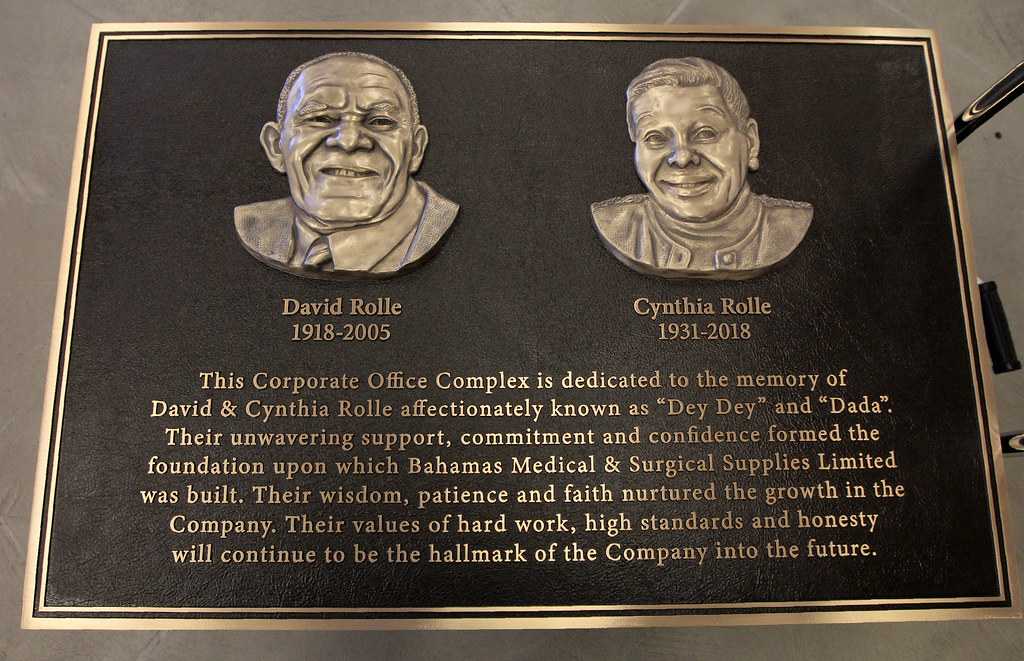 David Rolle
1918-2005
Cynthia Rolle
1931-2018
This Corporate Office Complex is dedicated to the memory of
David & Cynthia Rolle affectionately known as “Dey Dey” and “Dada”.
Their unwavering support, commitment and confidence formed the
foundation upon which Bahamas Medical & Surgical Supplies Limited
was built. Their wisdom, patience and faith nurtured the growth in the
Company. Their values of hard work, high standards and honesty
will continue to be the hallmark of the Company into the future.